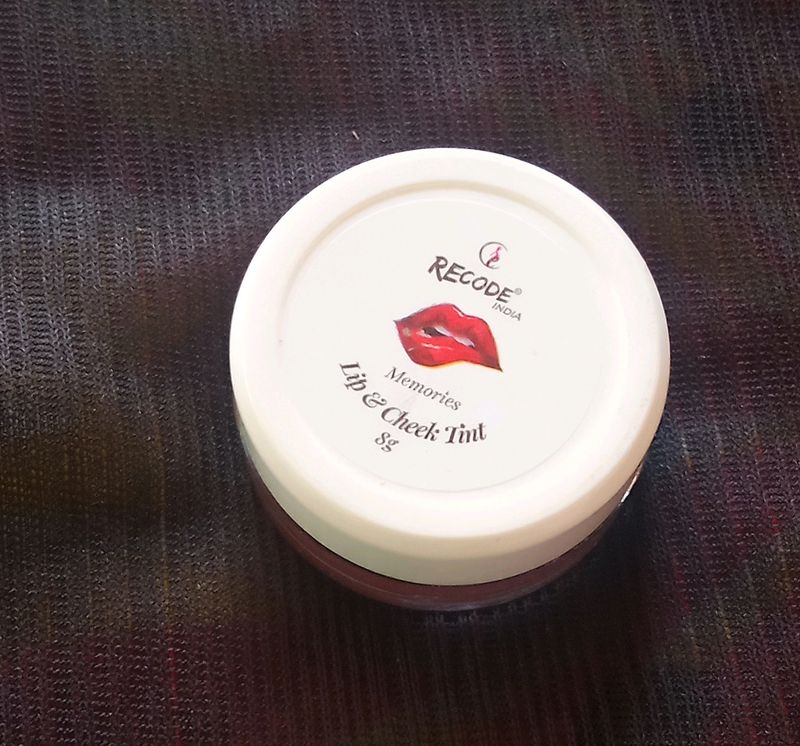 RECODE®
INDIA
Memories
Lip & Cheek Tint
8g